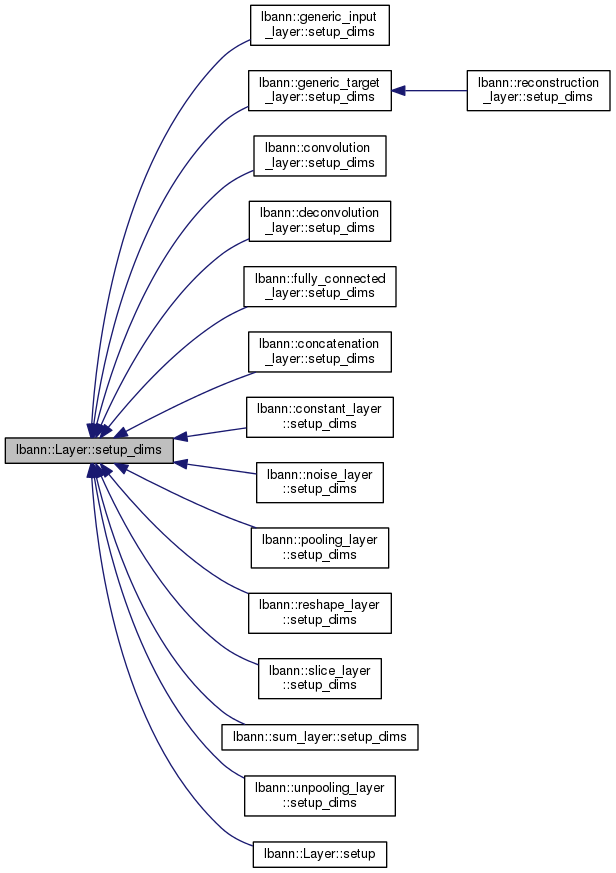 lbann::generic_input
_layer::setup_dims
lbann::generic_target
_layer::setup_dims
lbann::reconstruction
_layer::setup_dims
lbann::convolution
_layer::setup_dims
lbann::deconvolution
_layer::setup_dims
lbann::fully_connected
_layer::setup_dims
lbann::concatenation
_layer::setup_dims
lbann::constant_layer
::setup_dims
lbann::Layer::setup_dims
lbann::noise_layer
::setup_dims
lbann::pooling_layer
::setup_dims
lbann::reshape_layer
::setup_dims
lbann::slice_layer
::setup_dims
lbann::sum_layer::setup_dims
lbann::unpooling_layer
::setup_dims
lbann::Layer::setup